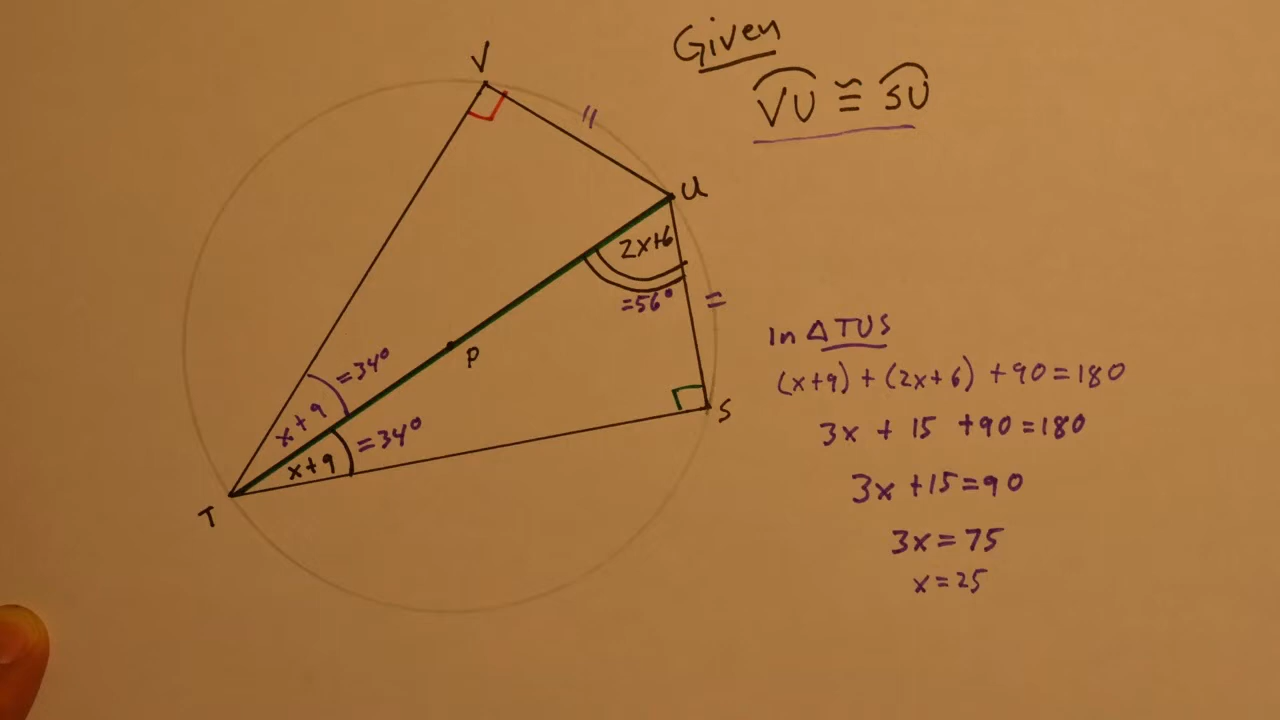 Given
VU ≅ SU
V
U
2x+6
=56°
P
=34°
x+9
=34°
x+9
T
S
In △TUS
(x+9) + (2x+6) +90=180
3x + 15 +90=180
3x +15=90
3x = 75
x=25